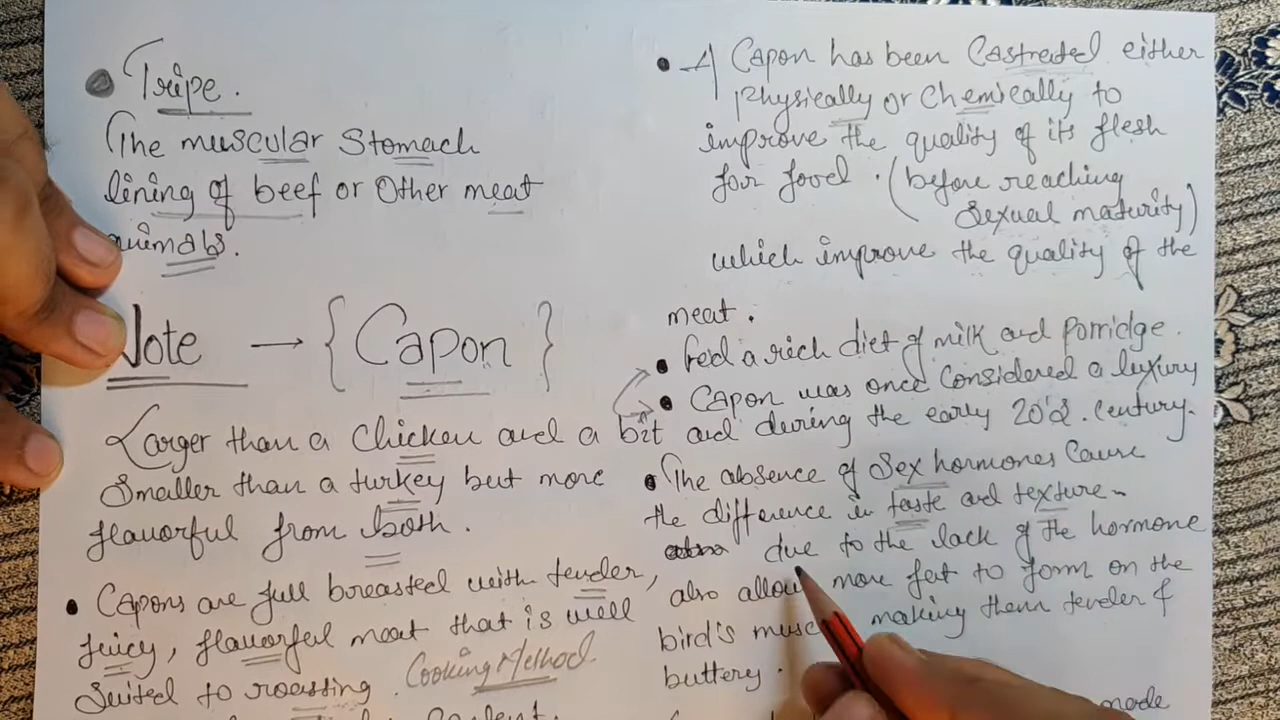 Tripe.
The muscular Stomach
lining of beef or Other meat
animals.
Note → { Capon }
Larger than a chicken and a bit
Smaller than a turkey but more
flavorful from both.
• Capons are full breasted with tender,
juicy, flavorful meat that is well
Suited to roasting. Cooking Method.
• A Capon has been Castrated either
physically or chemically to
improve the quality of its flesh
for food. (before reaching
Sexual maturity)
which improve the quality of the
meat.
• fed a rich diet of milk and Porridge.
• Capon was once considered a luxury
and during the early 20's. Century.
• The absence of Sex hormones Cause
the difference in taste and texture
due to the lack of the hormone
also allow more fat to form on the
bird's musc making them tender &
buttery.
made